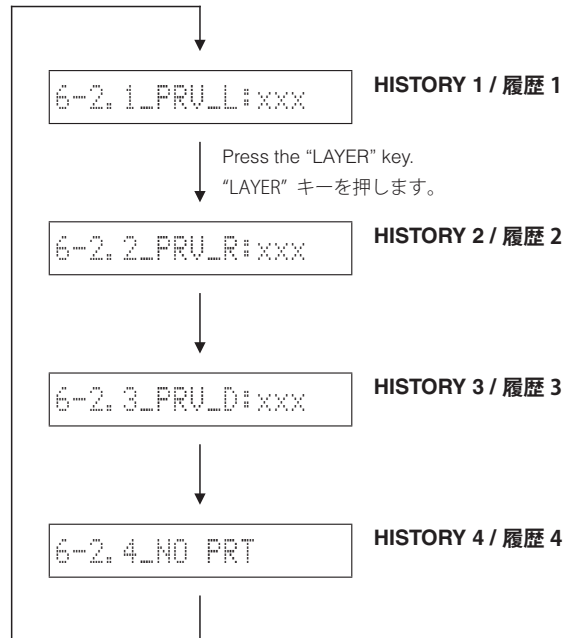 6-2.1_PRV_L:xxx
HISTORY 1 / 履歴 1
Press the “LAYER” key.
“LAYER” キーを押します。
6-2.2_PRV_R:xxx
HISTORY 2 / 履歴 2
6-2.3_PRV_D:xxx
HISTORY 3 / 履歴 3
6-2.4_NO PRT
HISTORY 4 / 履歴 4